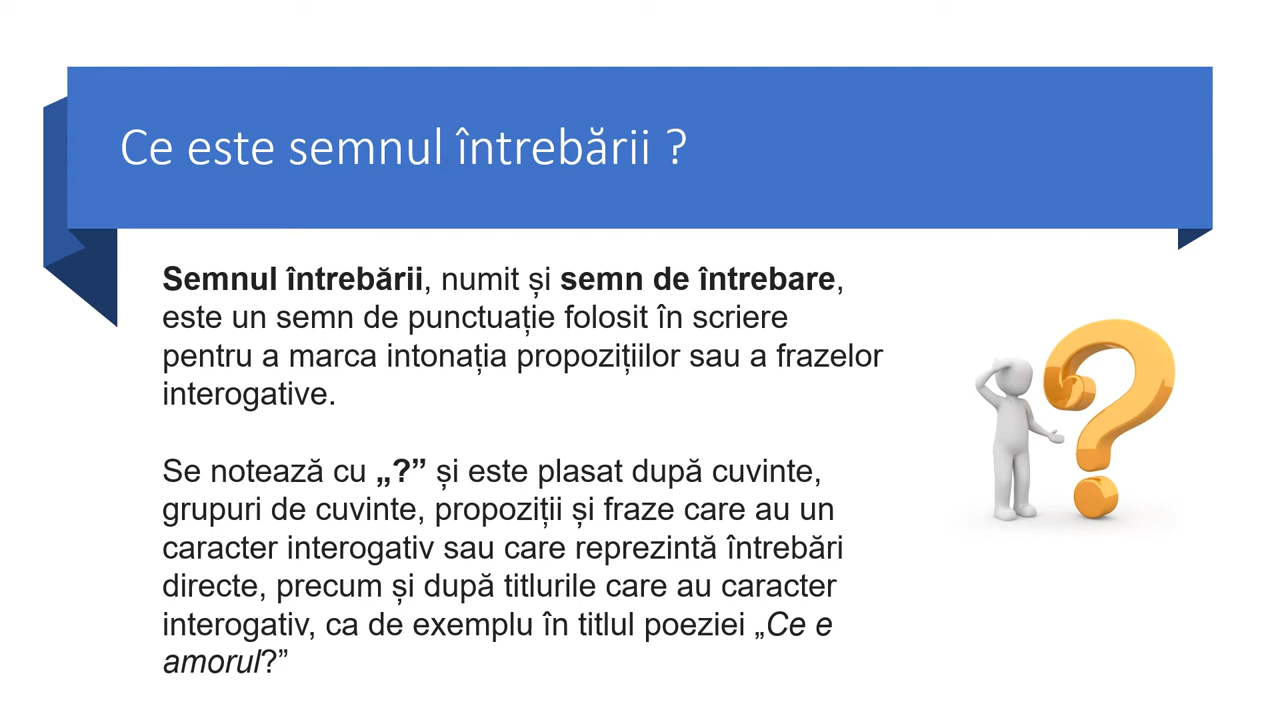 Ce este semnul întrebării ?
Semnul întrebării, numit și semn de întrebare,
este un semn de punctuație folosit în scriere
pentru a marca intonația propozițiilor sau a frazelor
interogative.
Se notează cu „?” și este plasat după cuvinte,
grupuri de cuvinte, propoziții și fraze care au un
caracter interogativ sau care reprezintă întrebări
directe, precum și după titlurile care au caracter
interogativ, ca de exemplu în titlul poeziei „Ce e
amorul?”